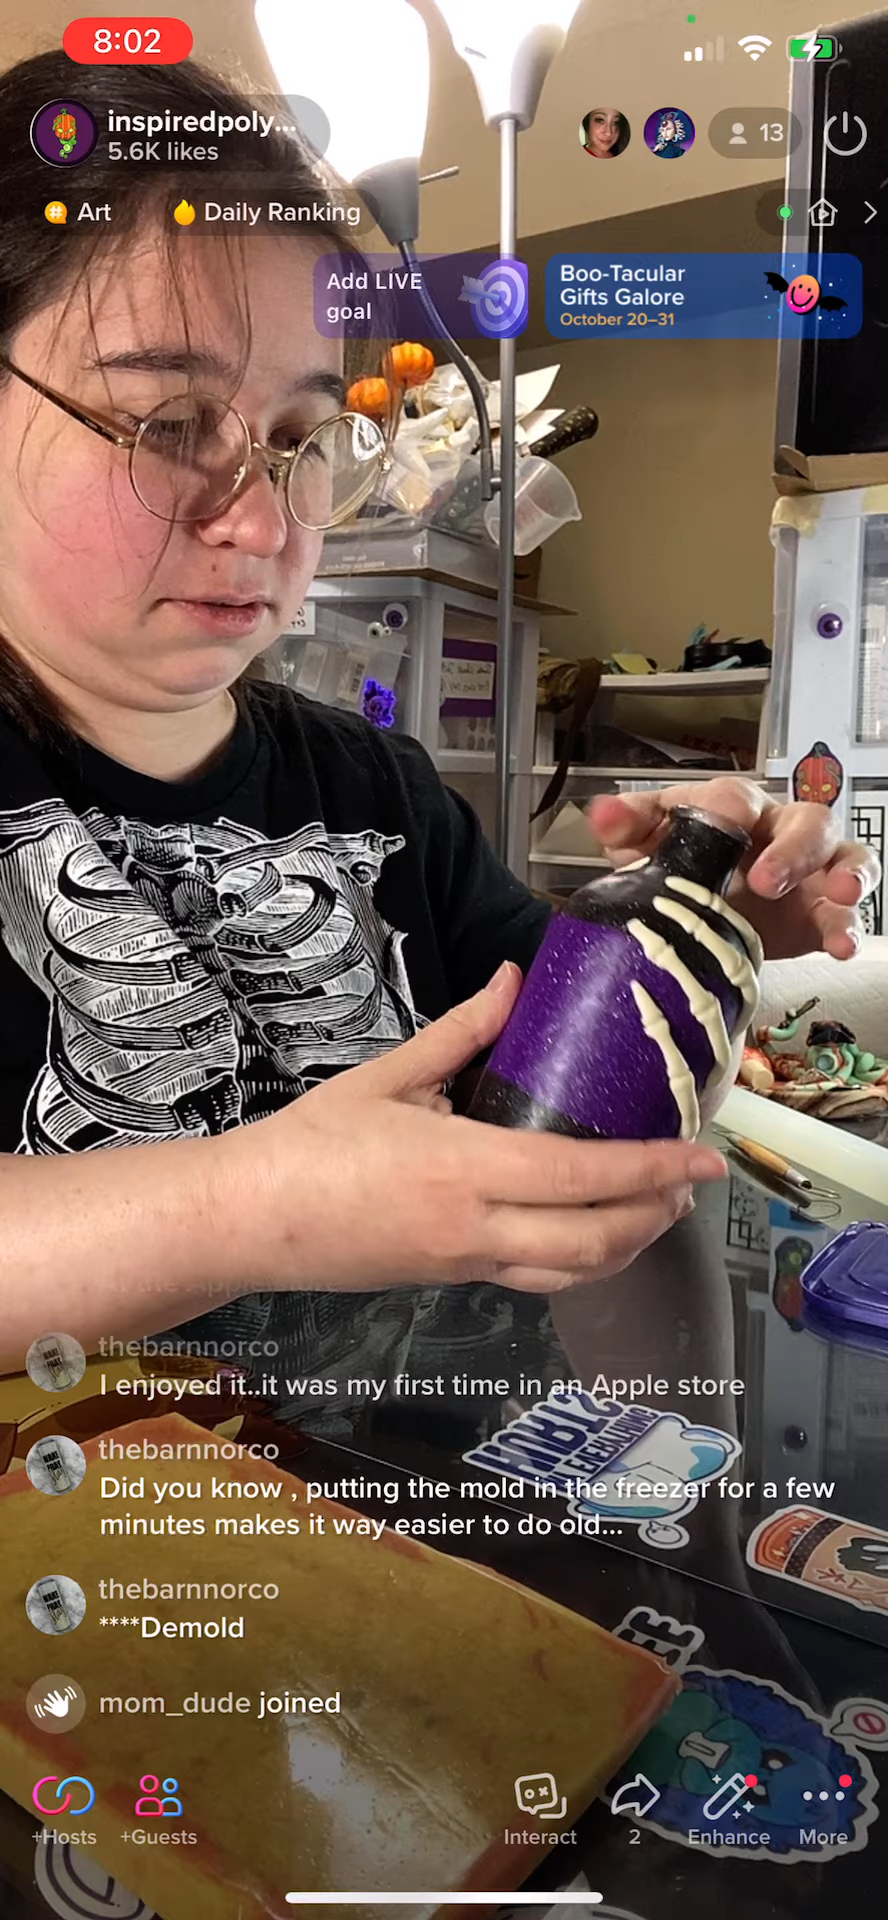 8:02
inspiredpoly...
5.6K likes
13
Art
Daily Ranking
Add LIVE
goal
Boo-Tacular
Gifts Galore
October 20–31
thebarnnorco
I enjoyed it..it was my first time in an Apple store
thebarnnorco
Did you know , putting the mold in the freezer for a few
minutes makes it way easier to do old...
thebarnnorco
****Demold
mom_dude joined
+Hosts
+Guests
Interact
2
Enhance
More